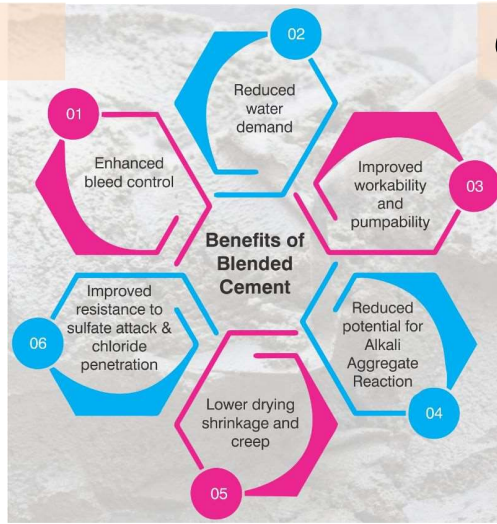 01
Enhanced
bleed control
02
Reduced
water
demand
03
Improved
workability
and
pumpability
Benefits of
Blended
Cement
04
Reduced
potential for
Alkali
Aggregate
Reaction
05
Lower drying
shrinkage and
creep
06
Improved
resistance to
sulfate attack &
chloride
penetration